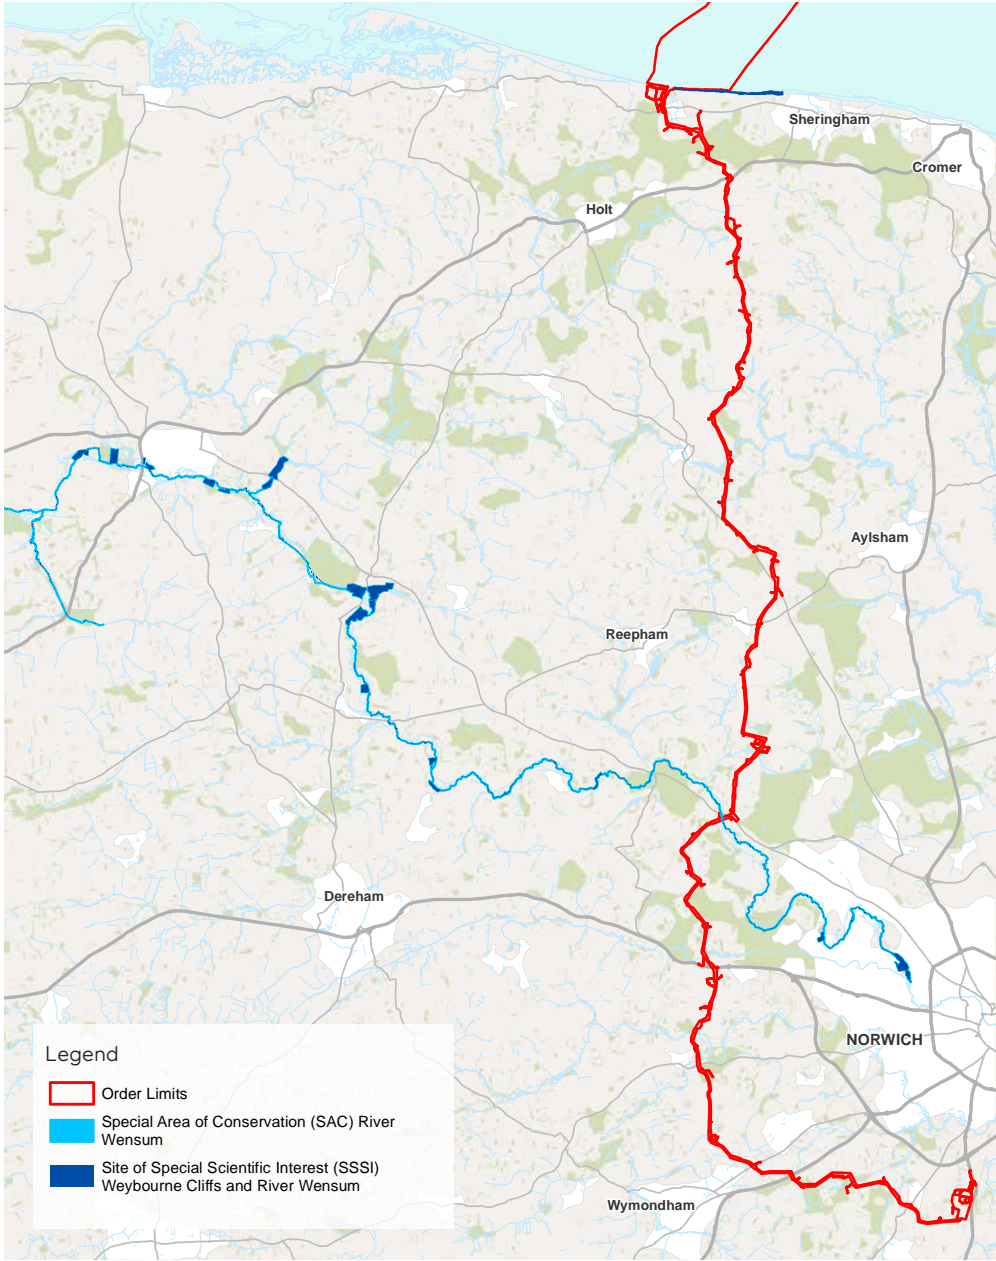 Sheringham
Cromer
Holt
Aylsham
Reepham
Dereham
NORWICH
Wymondham
Legend
Order Limits
Special Area of Conservation (SAC) River
Wensum
Site of Special Scientific Interest (SSSI)
Weybourne Cliffs and River Wensum